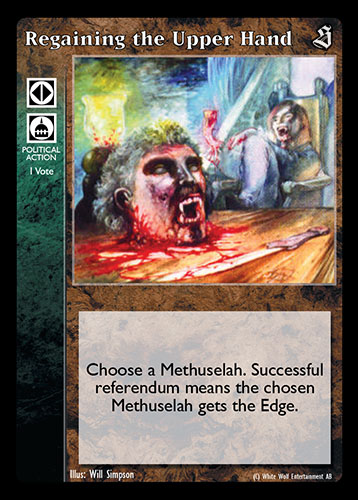 Regaining the Upper Hand
POLITICAL
ACTION
1 Vote
Choose a Methuselah. Successful
referendum means the chosen
Methuselah gets the Edge.
Illus: Will Simpson
(C) White Wolf Entertainment AB